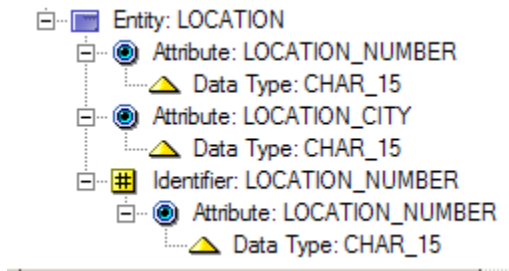 Entity: LOCATION
Attribute: LOCATION_NUMBER
Data Type: CHAR_15
Attribute: LOCATION_CITY
Data Type: CHAR_15
Identifier: LOCATION_NUMBER
Attribute: LOCATION_NUMBER
Data Type: CHAR_15